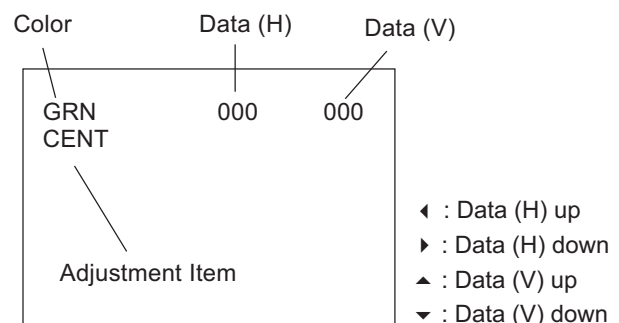 Color Data (H) Data (V)
GRN 000 000
CENT
Adjustment Item
◂ : Data (H) up
▸ : Data (H) down
▴ : Data (V) up
▾ : Data (V) down